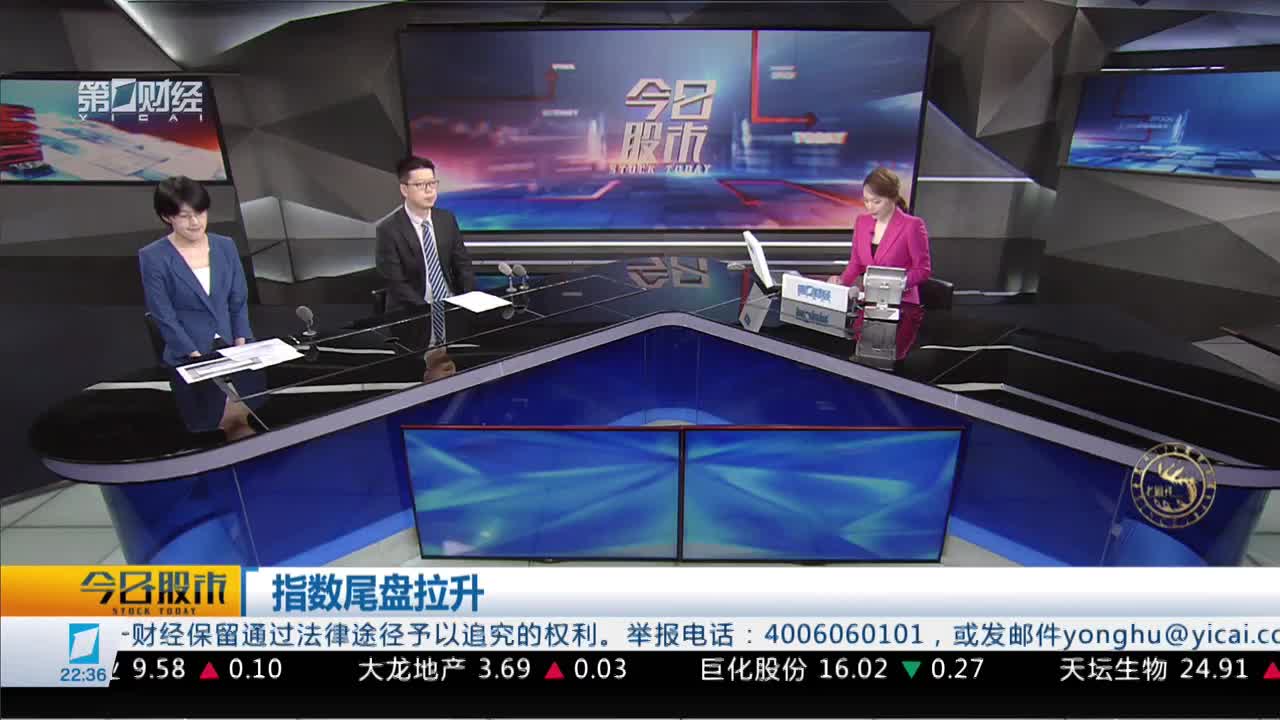 第一财经
YICAI
今日
股市
STOCK TODAY
今日股市
STOCK TODAY
指数尾盘拉升
财经保留通过法律途径予以追究的权利。举报电话：4006060101，或发邮件yonghu@yicai.co
22:36
9.58 ▲ 0.10 大龙地产 3.69 ▲ 0.03 巨化股份 16.02 ▼ 0.27 天坛生物 24.91 ▲